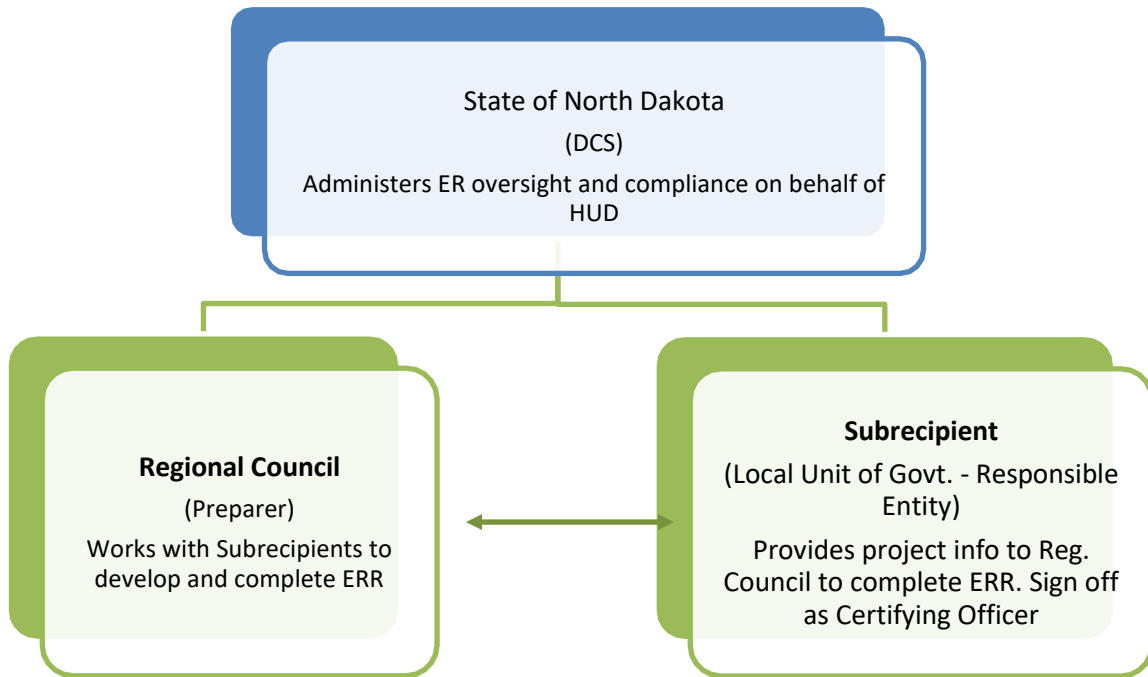 State of North Dakota
(DCS)
Administers ER oversight and compliance on behalf of
HUD
Regional Council
(Preparer)
Works with Subrecipients to
develop and complete ERR
Subrecipient
(Local Unit of Govt. - Responsible
Entity)
Provides project info to Reg.
Council to complete ERR. Sign off
as Certifying Officer